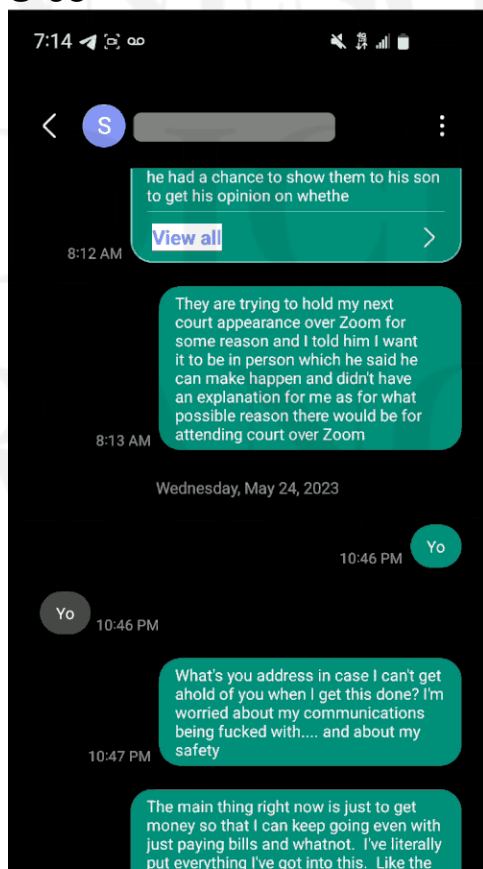 7:14
S
he had a chance to show them to his son
to get his opinion on whethe
View all
8:12 AM
They are trying to hold my next
court appearance over Zoom for
some reason and I told him I want
it to be in person which he said he
can make happen and didn't have
an explanation for me as for what
possible reason there would be for
attending court over Zoom
8:13 AM
Wednesday, May 24, 2023
Yo
10:46 PM
Yo
10:46 PM
What's you address in case I can't get
ahold of you when I get this done? I'm
worried about my communications
being fucked with.... and about my
safety
10:47 PM
The main thing right now is just to get
money so that I can keep going even with
just paying bills and whatnot.  I've literally
put everything I've got into this.  Like the